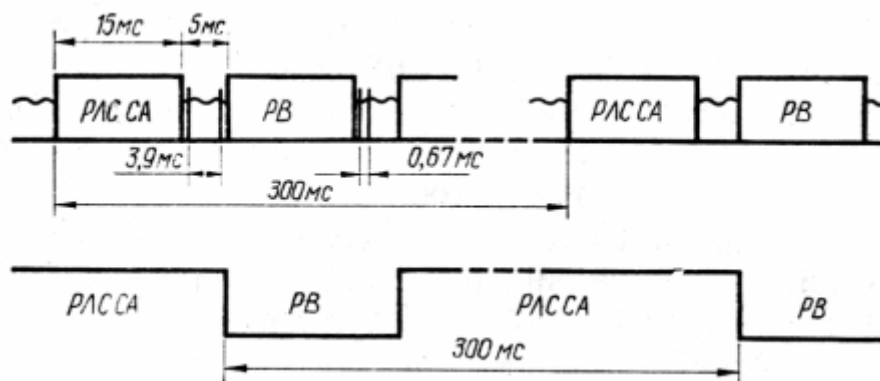 15мс 5мс
РЛС СА РВ РЛС СА РВ
3,9мс 0,67мс
300мс
РЛС СА РВ РЛС СА РВ
300мс